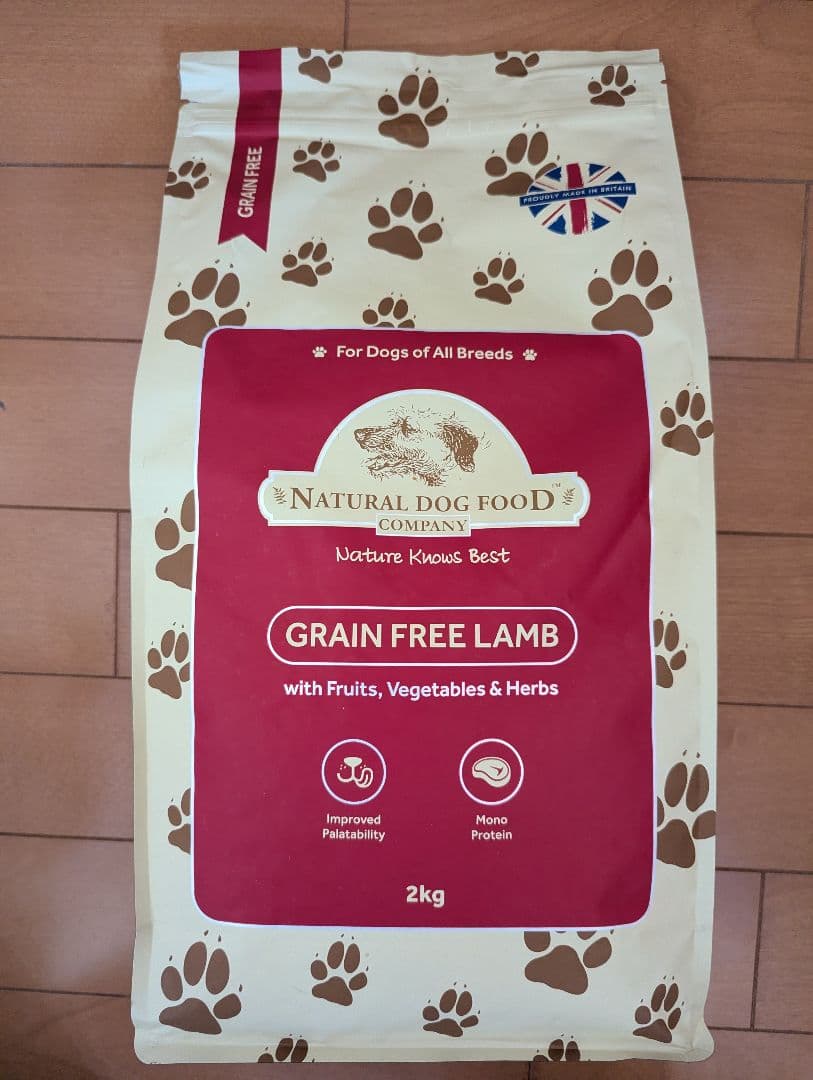 GRAIN FREE
PROUDLY MADE IN BRITAIN
For Dogs of All Breeds
NATURAL DOG FOOD™
COMPANY
Nature Knows Best
GRAIN FREE LAMB
with Fruits, Vegetables & Herbs
Improved
Palatability
Mono
Protein
2kg